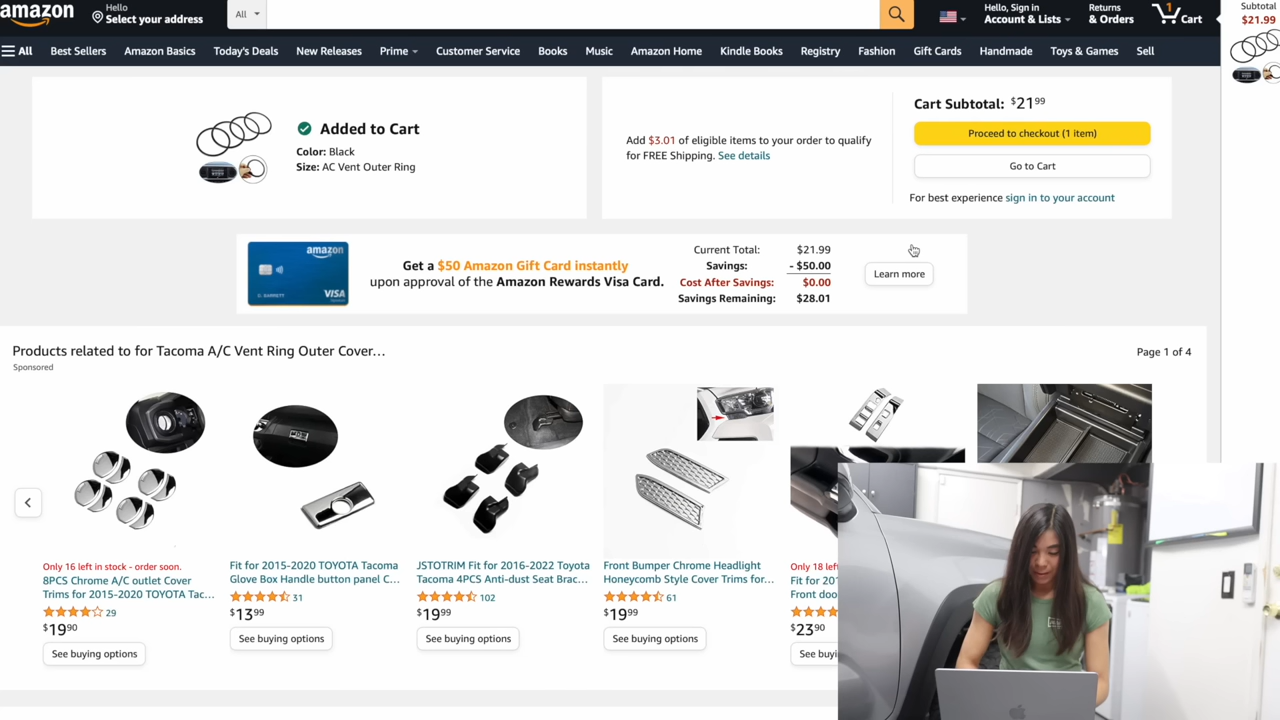 amazon
Hello
Select your address
All
Hello, Sign in
Account & Lists
Returns
& Orders
1
Cart
Subtotal
$21.99
All
Best Sellers
Amazon Basics
Today's Deals
New Releases
Prime
Customer Service
Books
Music
Amazon Home
Kindle Books
Registry
Fashion
Gift Cards
Handmade
Toys & Games
Sell
Added to Cart
Color: Black
Size: AC Vent Outer Ring
Add $3.01 of eligible items to your order to qualify
for FREE Shipping. See details
Cart Subtotal: $21.99
Proceed to checkout (1 item)
Go to Cart
For best experience sign in to your account
amazon
VISA
Get a $50 Amazon Gift Card instantly
upon approval of the Amazon Rewards Visa Card.
Current Total: $21.99
Savings: - $50.00
Cost After Savings: $0.00
Savings Remaining: $28.01
Learn more
Products related to for Tacoma A/C Vent Ring Outer Cover…
Sponsored
Page 1 of 4
Only 16 left in stock - order soon.
8PCS Chrome A/C outlet Cover
Trims for 2015-2020 TOYOTA Tac…
29
$19.90
See buying options
Fit for 2015-2020 TOYOTA Tacoma
Glove Box Handle button panel C…
31
$13.99
See buying options
JSTOTRIM Fit for 2016-2022 Toyota
Tacoma 4PCS Anti-dust Seat Brac…
102
$19.99
See buying options
Front Bumper Chrome Headlight
Honeycomb Style Cover Trims for…
61
$19.99
See buying options
Only 18 lef
Fit for 201
Front doo
$23.90
See buyi